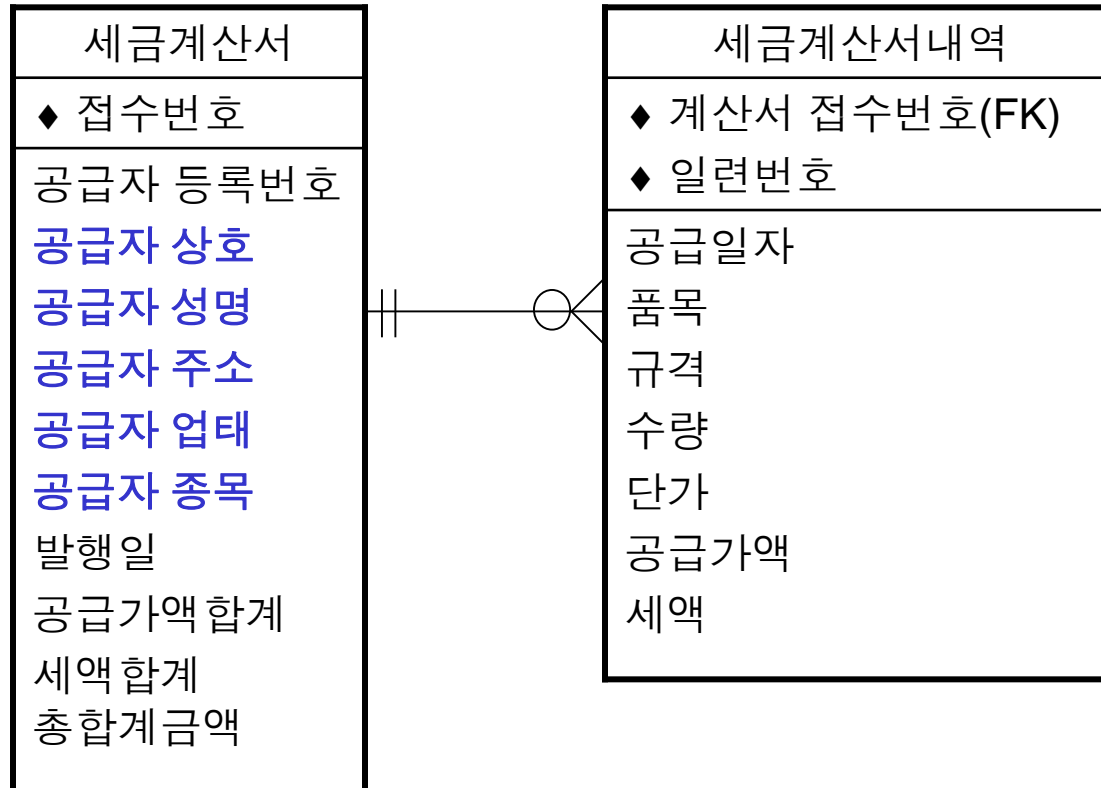 세금계산서
♦ 접수번호
공급자 등록번호
공급자 상호
공급자 성명
공급자 주소
공급자 업태
공급자 종목
발행일
공급가액합계
세액합계
총합계금액
세금계산서내역
♦ 계산서 접수번호(FK)
♦ 일련번호
공급일자
품목
규격
수량
단가
공급가액
세액